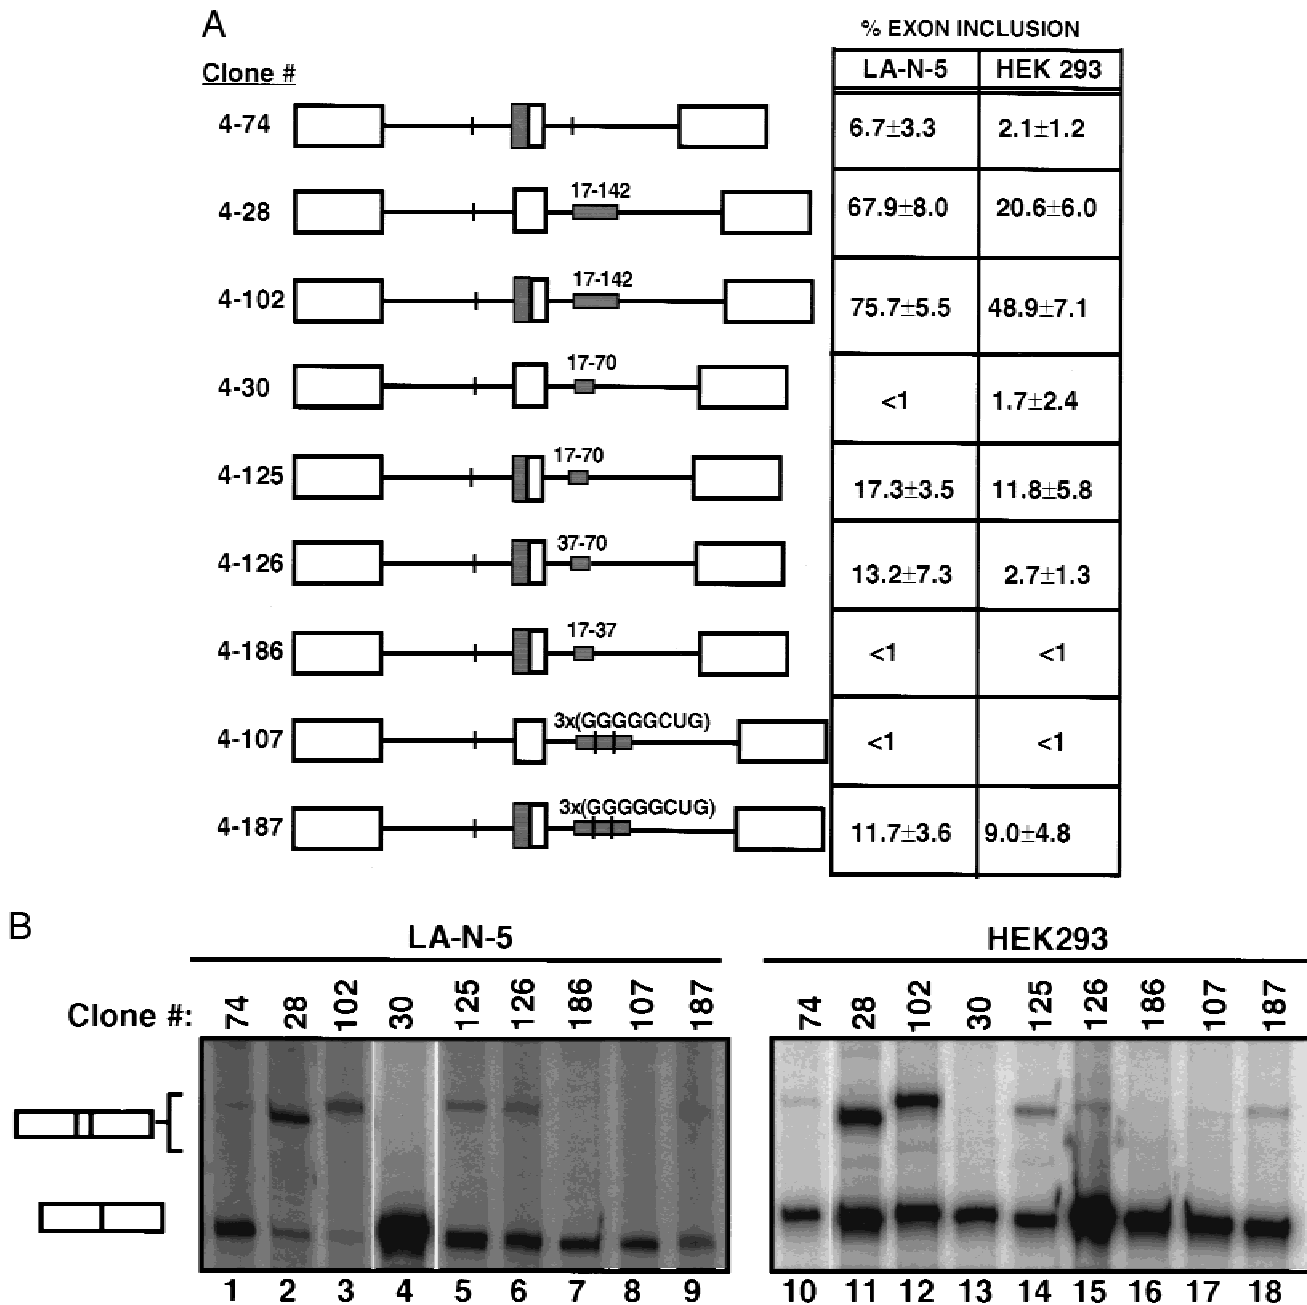 A
% EXON INCLUSION
Clone #
LA-N-5 HEK 293
4-74 6.7±3.3 2.1±1.2
4-28 17-142 67.9±8.0 20.6±6.0
4-102 17-142 75.7±5.5 48.9±7.1
4-30 17-70 <1 1.7±2.4
4-125 17-70 17.3±3.5 11.8±5.8
4-126 37-70 13.2±7.3 2.7±1.3
4-186 17-37 <1 <1
4-107 3x(GGGGGCUG) <1 <1
4-187 3x(GGGGGCUG) 11.7±3.6 9.0±4.8
B
LA-N-5 HEK293
Clone #: 74 28 102 30 125 126 186 107 187 74 28 102 30 125 126 186 107 187
1 2 3 4 5 6 7 8 9 10 11 12 13 14 15 16 17 18